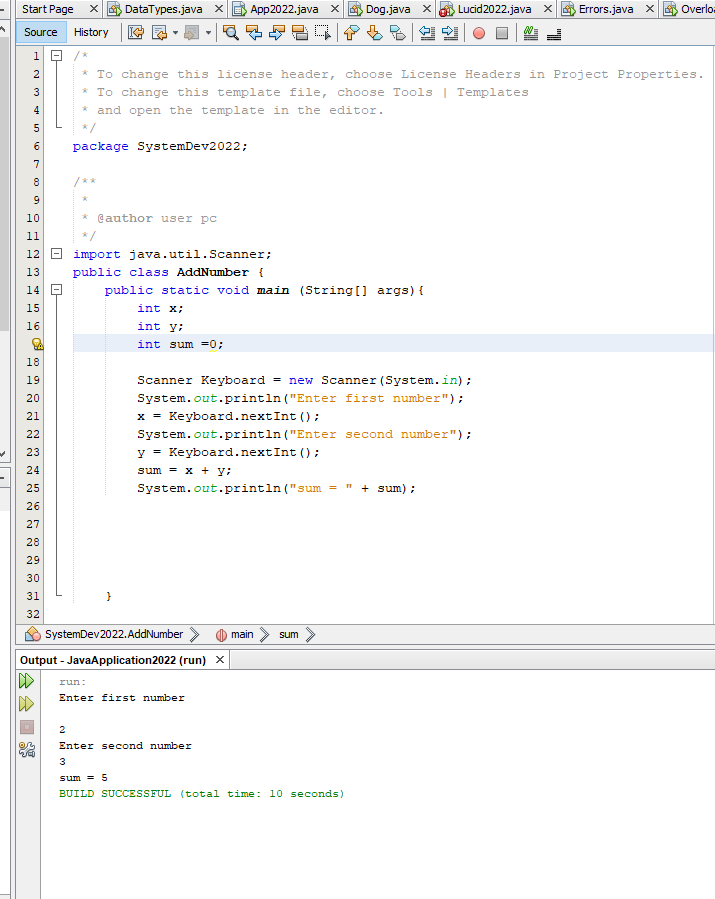 Start Page DataTypes.java App2022.java Dog.java Lucid2022.java Errors.java Overloa
Source History
1 /*
2 * To change this license header, choose License Headers in Project Properties.
3 * To change this template file, choose Tools | Templates
4 * and open the template in the editor.
5 */
6 package SystemDev2022;
7
8 /**
9 *
10 * @author user pc
11 */
12 import java.util.Scanner;
13 public class AddNumber {
14 public static void main (String[] args){
15 int x;
16 int y;
int sum =0;
18
19 Scanner Keyboard = new Scanner(System.in);
20 System.out.println("Enter first number");
21 x = Keyboard.nextInt();
22 System.out.println("Enter second number");
23 y = Keyboard.nextInt();
24 sum = x + y;
25 System.out.println("sum = " + sum);
26
27
28
29
30
31 }
32
SystemDev2022.AddNumber main sum
Output - JavaApplication2022 (run)
run:
Enter first number
2
Enter second number
3
sum = 5
BUILD SUCCESSFUL (total time: 10 seconds)